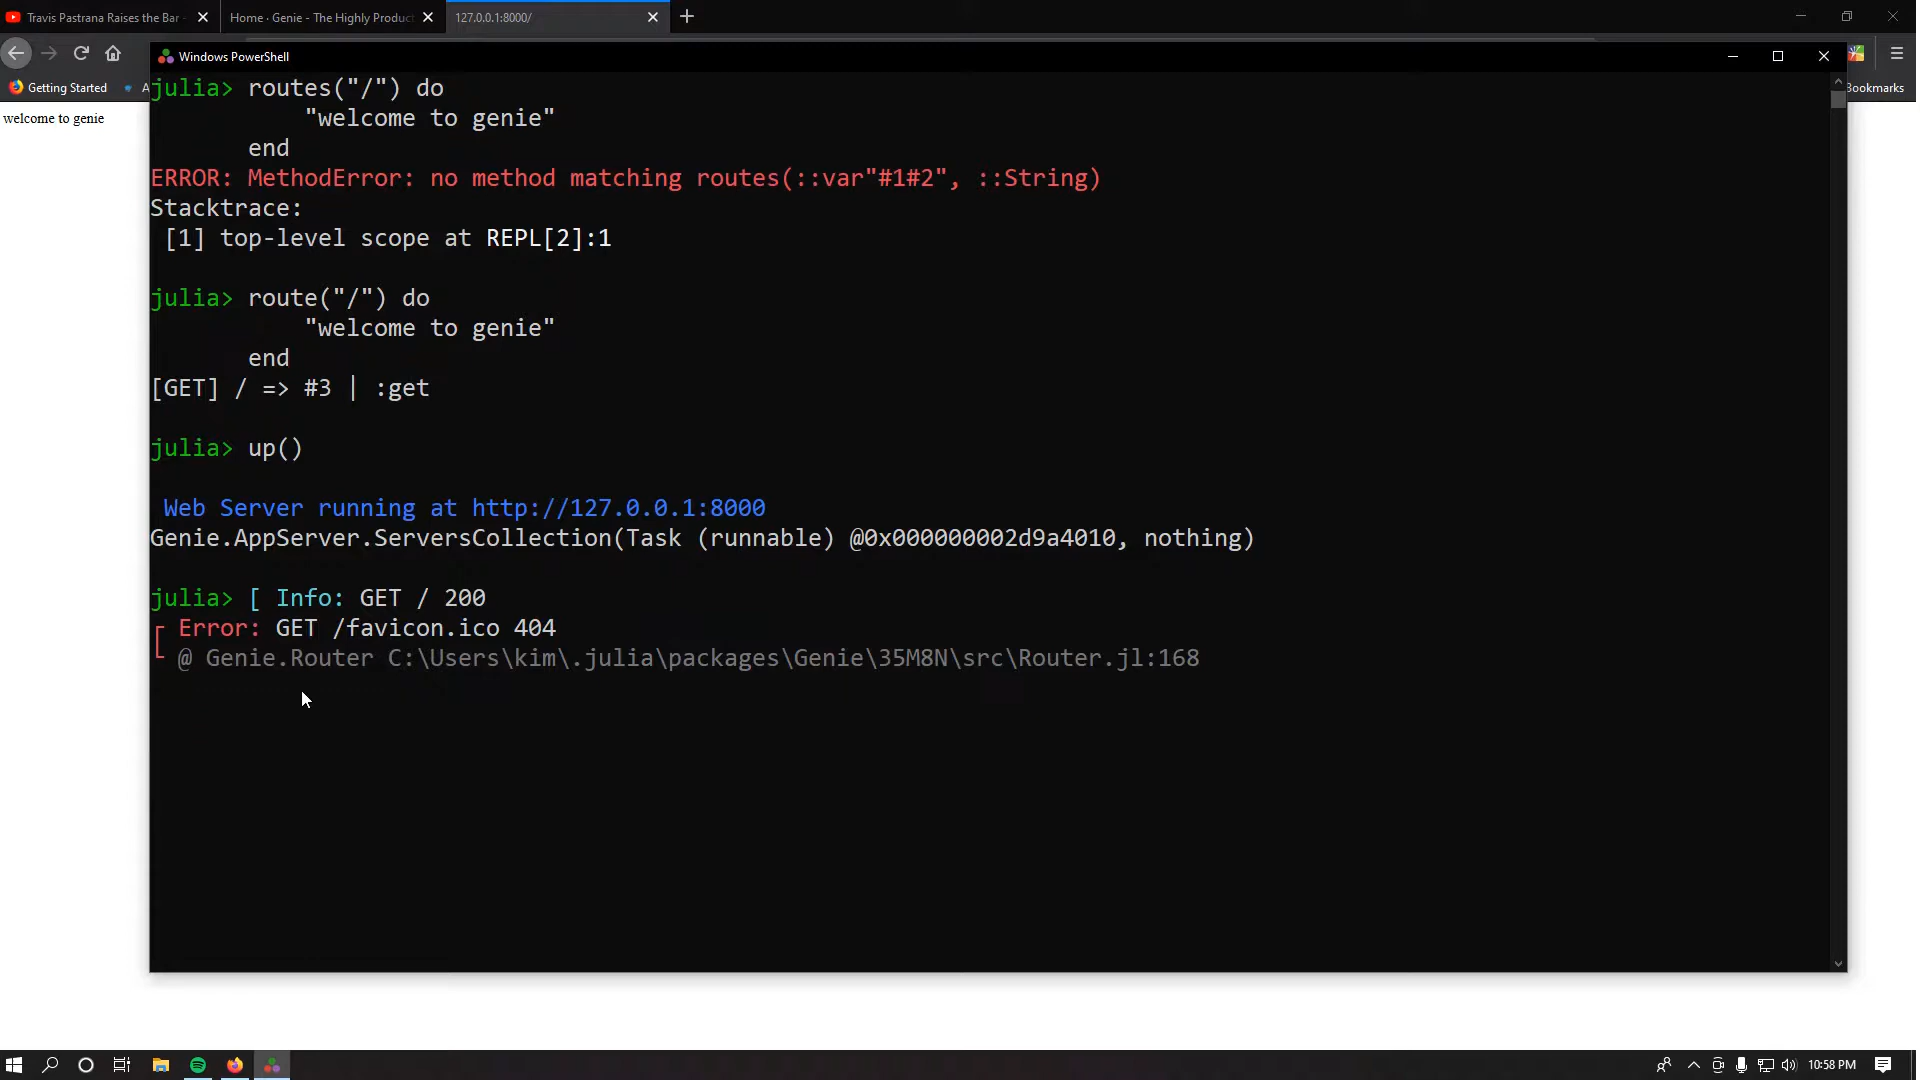 Travis Pastrana Raises the Bar -
Home · Genie - The Highly Produc
127.0.0.1:8000/
Getting Started
A
Bookmarks
welcome to genie
Windows PowerShell
julia> routes("/") do
"welcome to genie"
end
ERROR: MethodError: no method matching routes(::var"#1#2", ::String)
Stacktrace:
[1] top-level scope at REPL[2]:1
julia> route("/") do
"welcome to genie"
end
[GET] / => #3 | :get
julia> up()
Web Server running at http://127.0.0.1:8000
Genie.AppServer.ServersCollection(Task (runnable) @0x000000002d9a4010, nothing)
julia> [ Info: GET / 200
Error: GET /favicon.ico 404
@ Genie.Router C:\Users\kim\.julia\packages\Genie\35M8N\src\Router.jl:168
10:58 PM